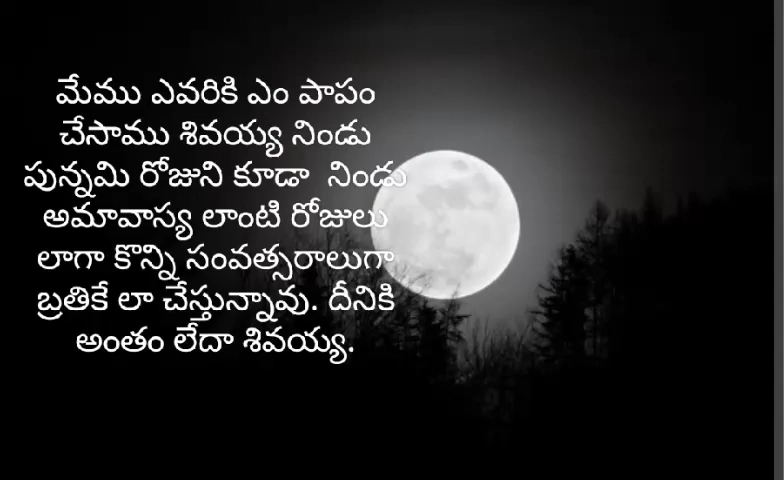 మేము ఎవరికి ఎం పాపం
చేసాము శివయ్య నిండు
పున్నమి రోజుని కూడా నిండు
అమావాస్య లాంటి రోజులు
లాగా కొన్ని సంవత్సరాలుగా
బ్రతికే లా చేస్తున్నావు. దీనికి
అంతం లేదా శివయ్య.